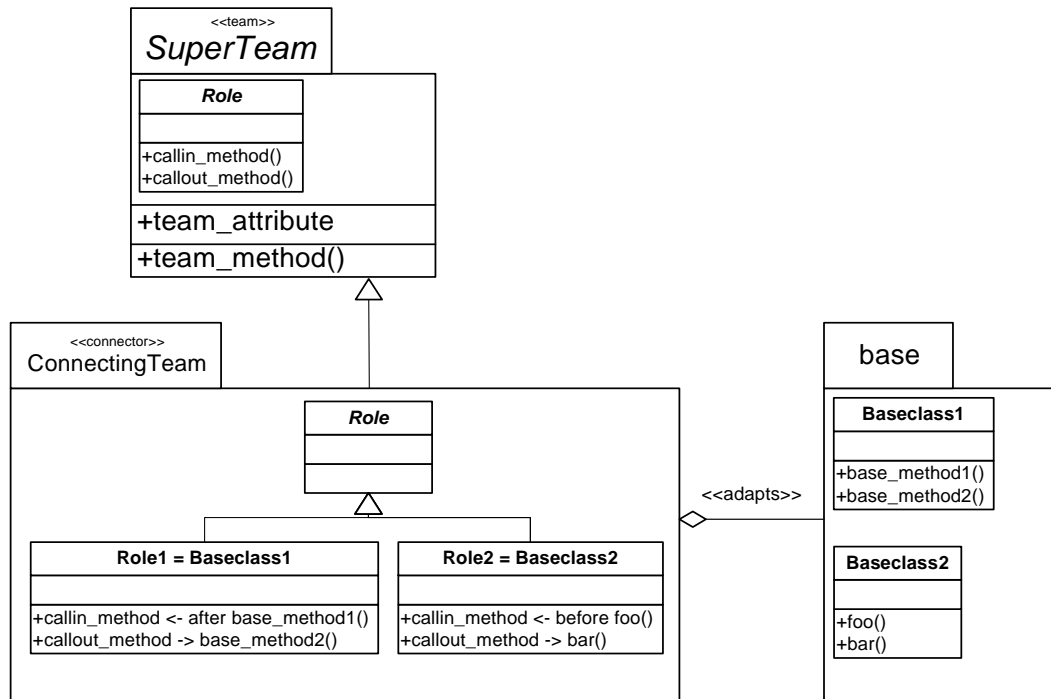 <<team>>
SuperTeam
Role
+callin_method()
+callout_method()
+team_attribute
+team_method()
<<connector>>
ConnectingTeam
Role
Role1 = Baseclass1
+callin_method <- after base_method1()
+callout_method -> base_method2()
Role2 = Baseclass2
+callin_method <- before foo()
+callout_method -> bar()
<<adapts>>
base
Baseclass1
+base_method1()
+base_method2()
Baseclass2
+foo()
+bar()